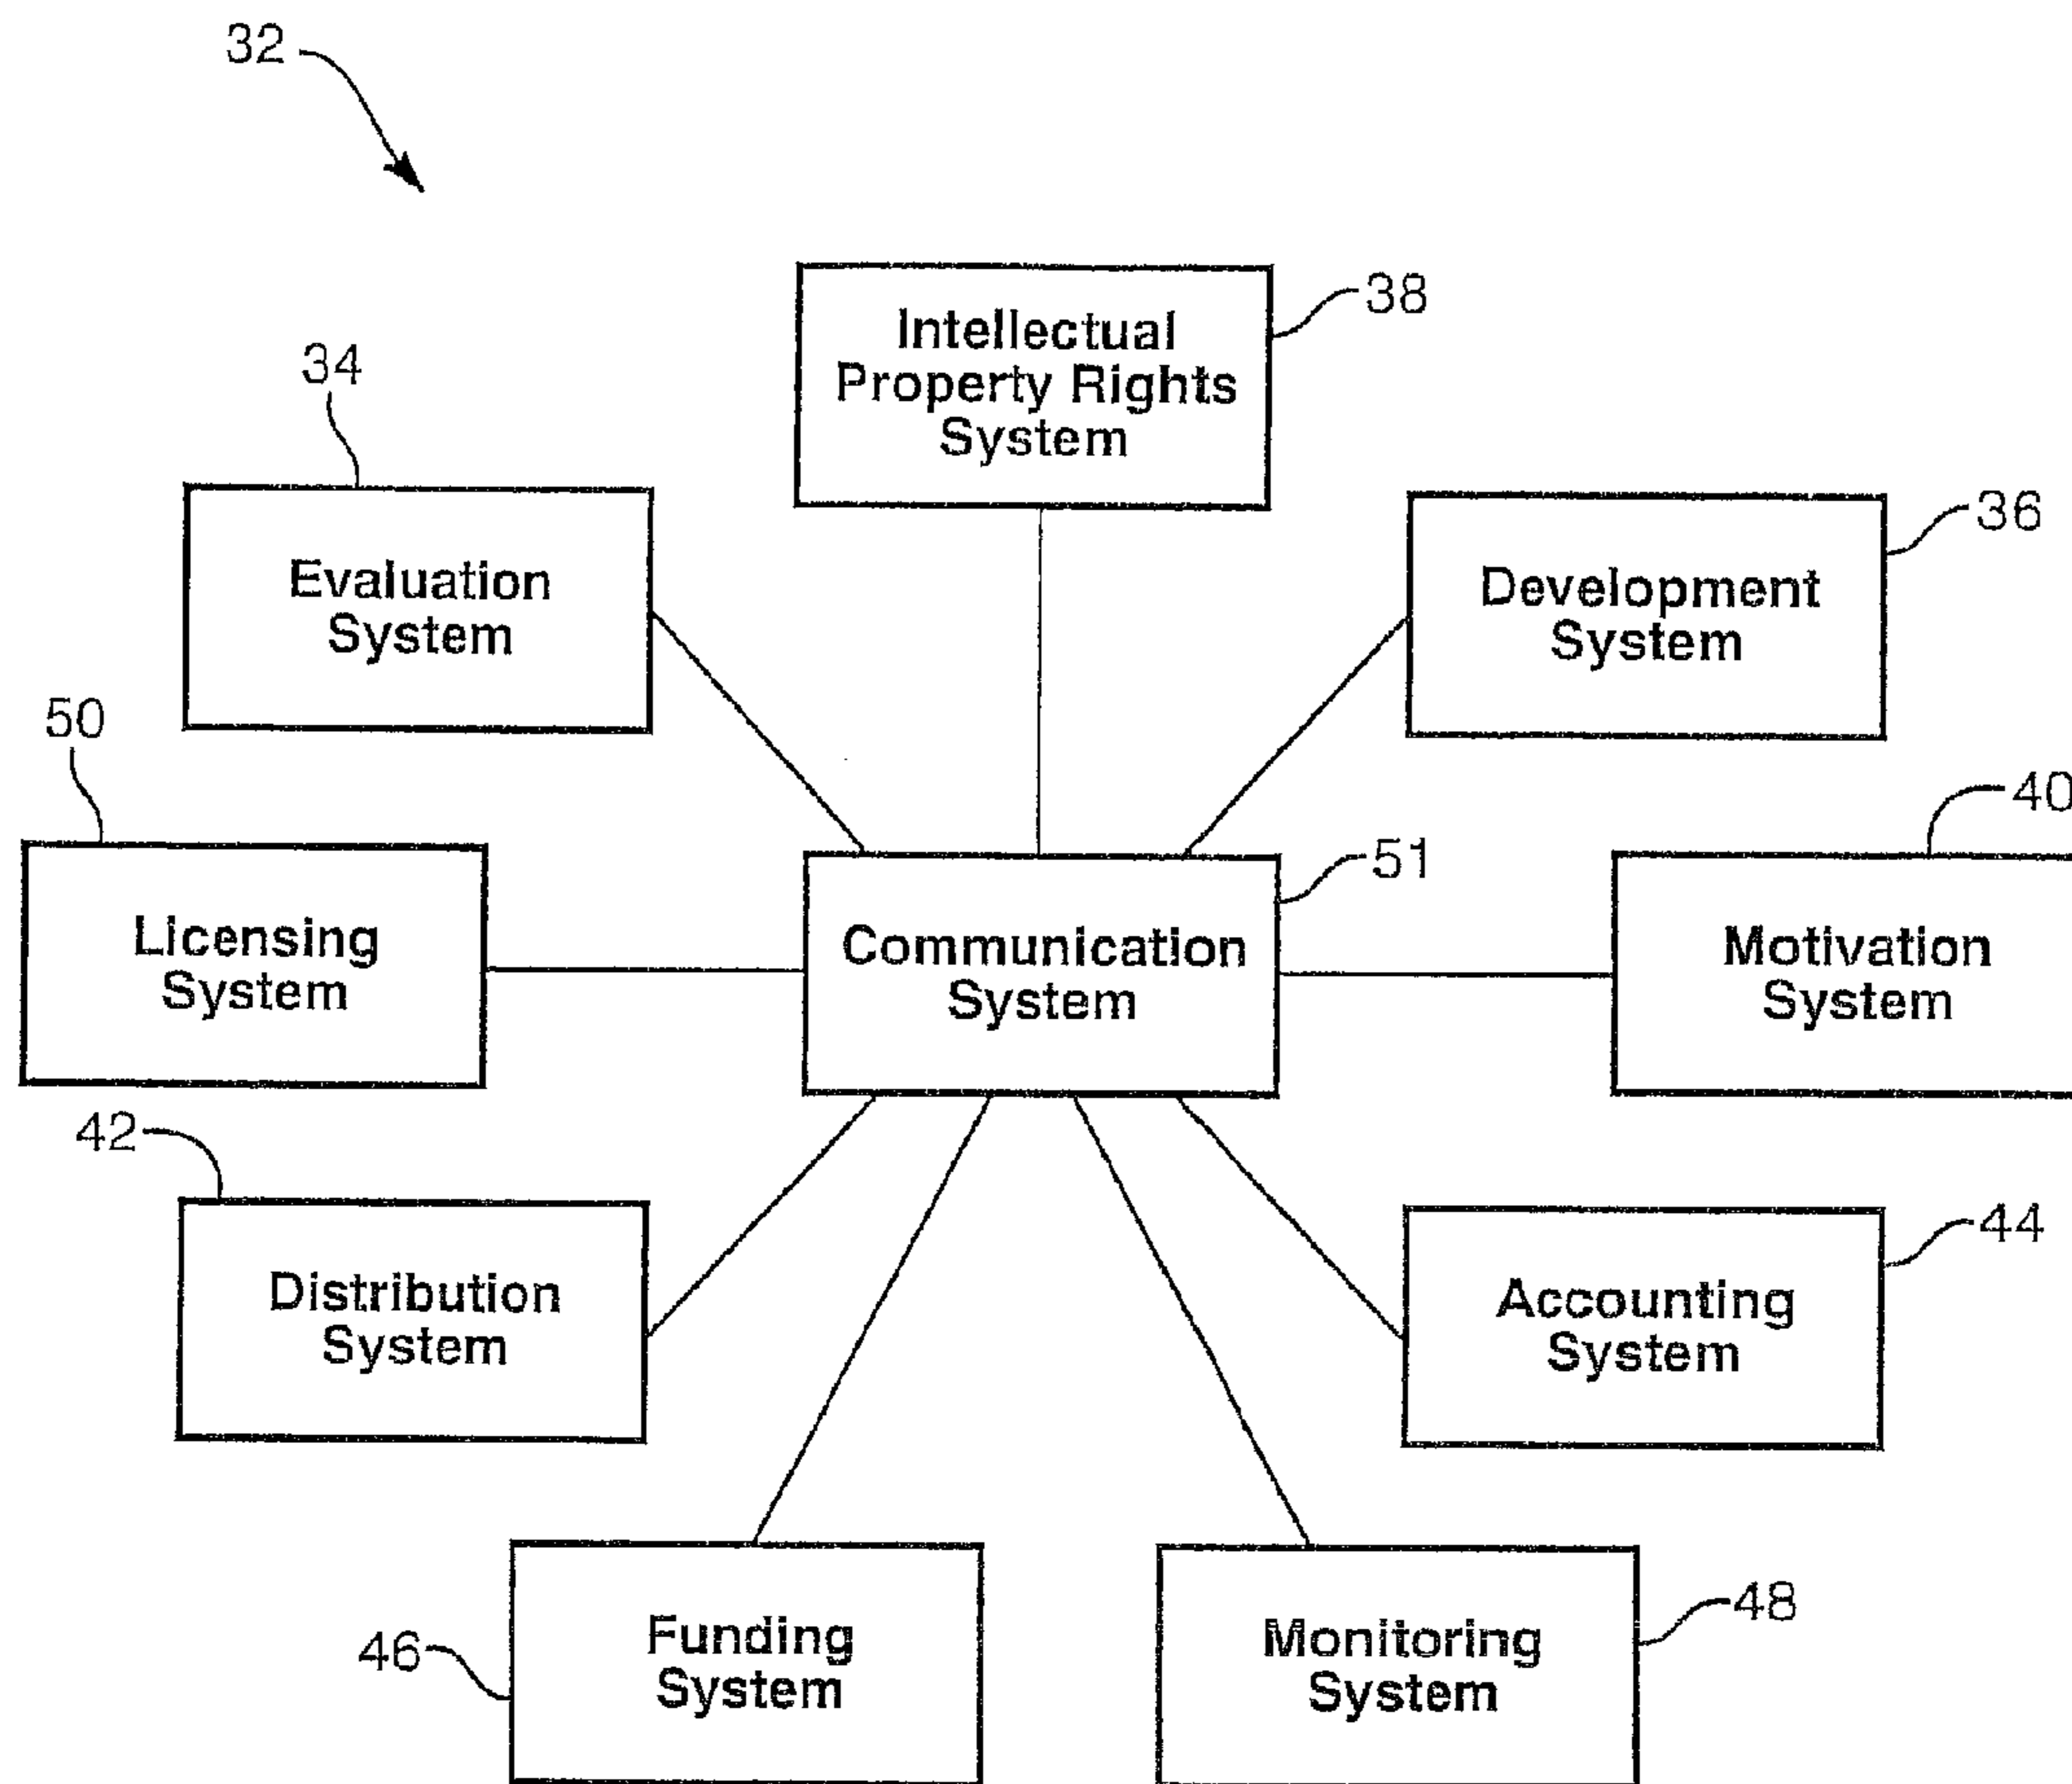 32
38
Intellectual
Property Rights
System
34
36
Evaluation
System
Development
System
50
40
51
Licensing
System
Communication
System
Motivation
System
42
44
Distribution
System
Accounting
System
46
Funding
System
48
Monitoring
System